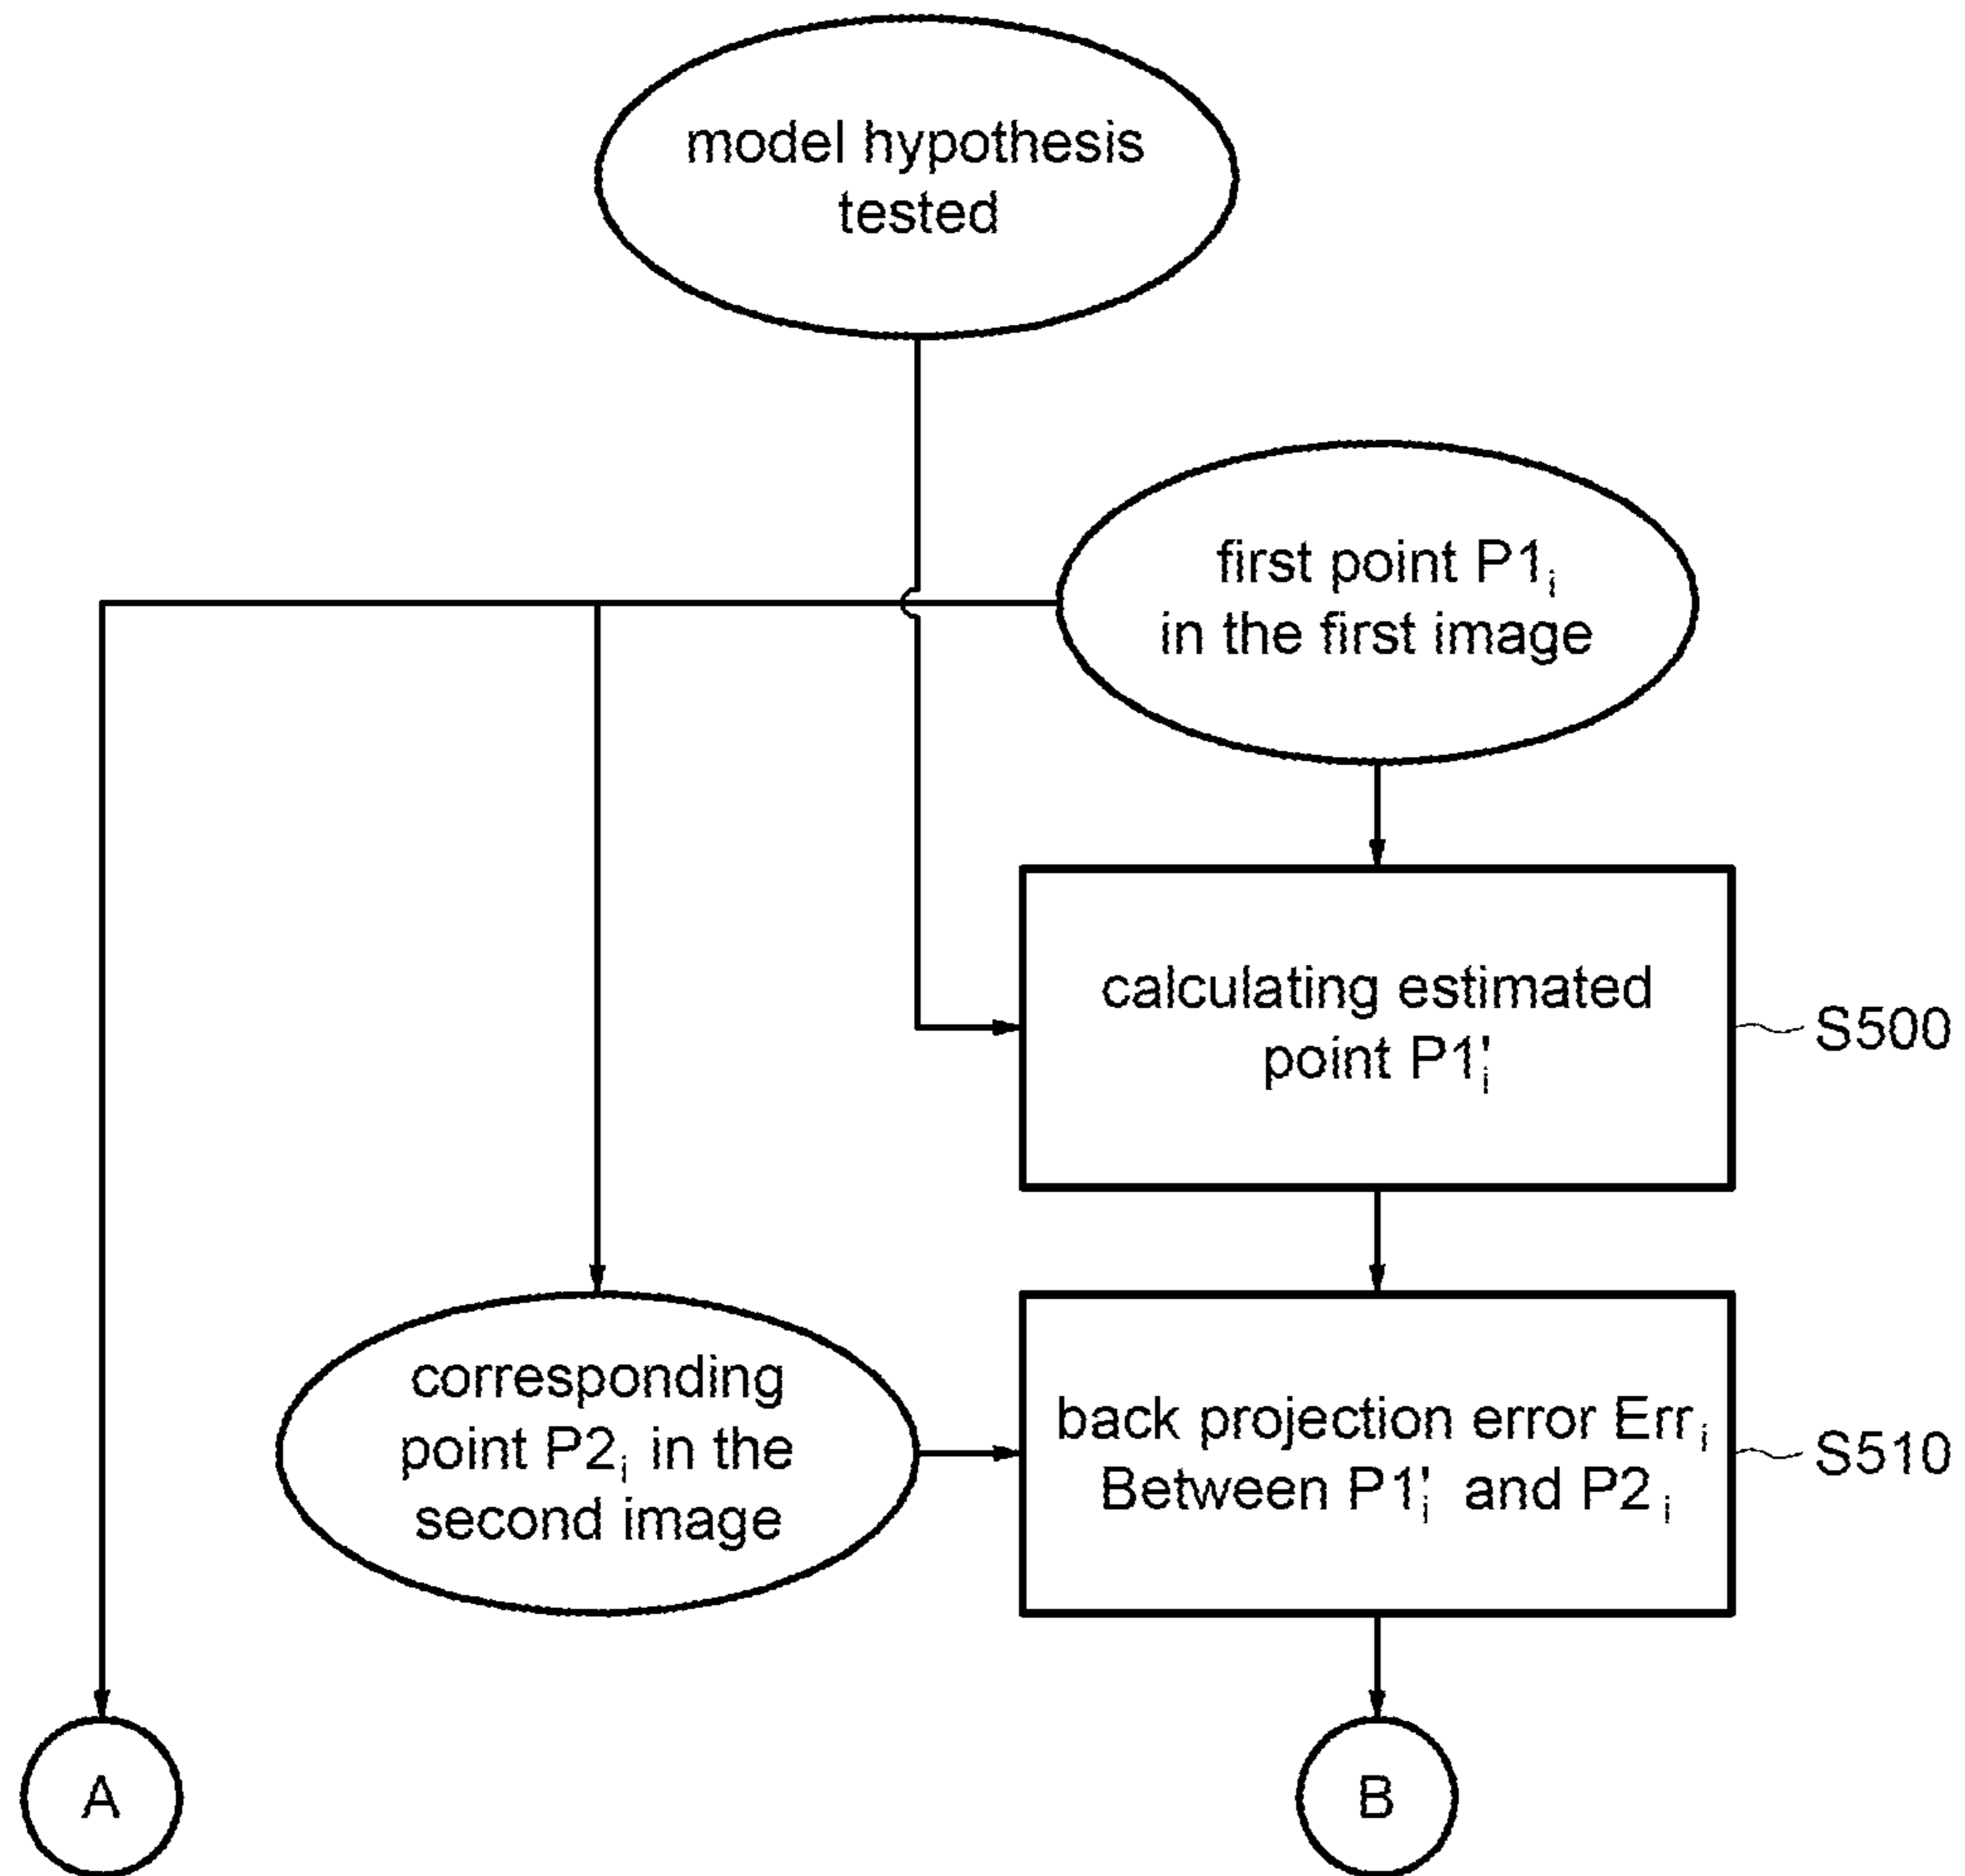 model hypothesis
tested
first point P1i
in the first image
calculating estimated
point P1'i
S500
corresponding
point P2i in the
second image
back projection error Erri
Between P1'i and P2i
S510
A
B